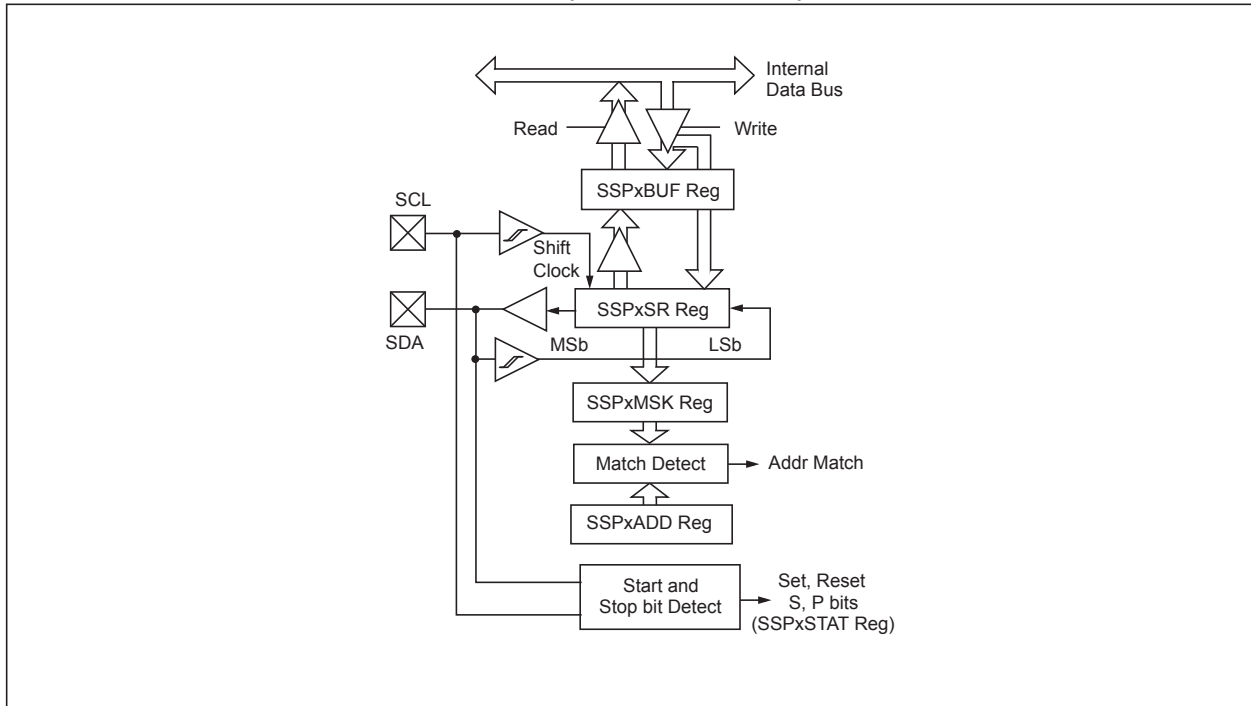 Internal
Data Bus
Read
Write
SSPxBUF Reg
SCL
Shift
Clock
SSPxSR Reg
SDA
MSb
LSb
SSPxMSK Reg
Match Detect
Addr Match
SSPxADD Reg
Start and
Stop bit Detect
Set, Reset
S, P bits
(SSPxSTAT Reg)